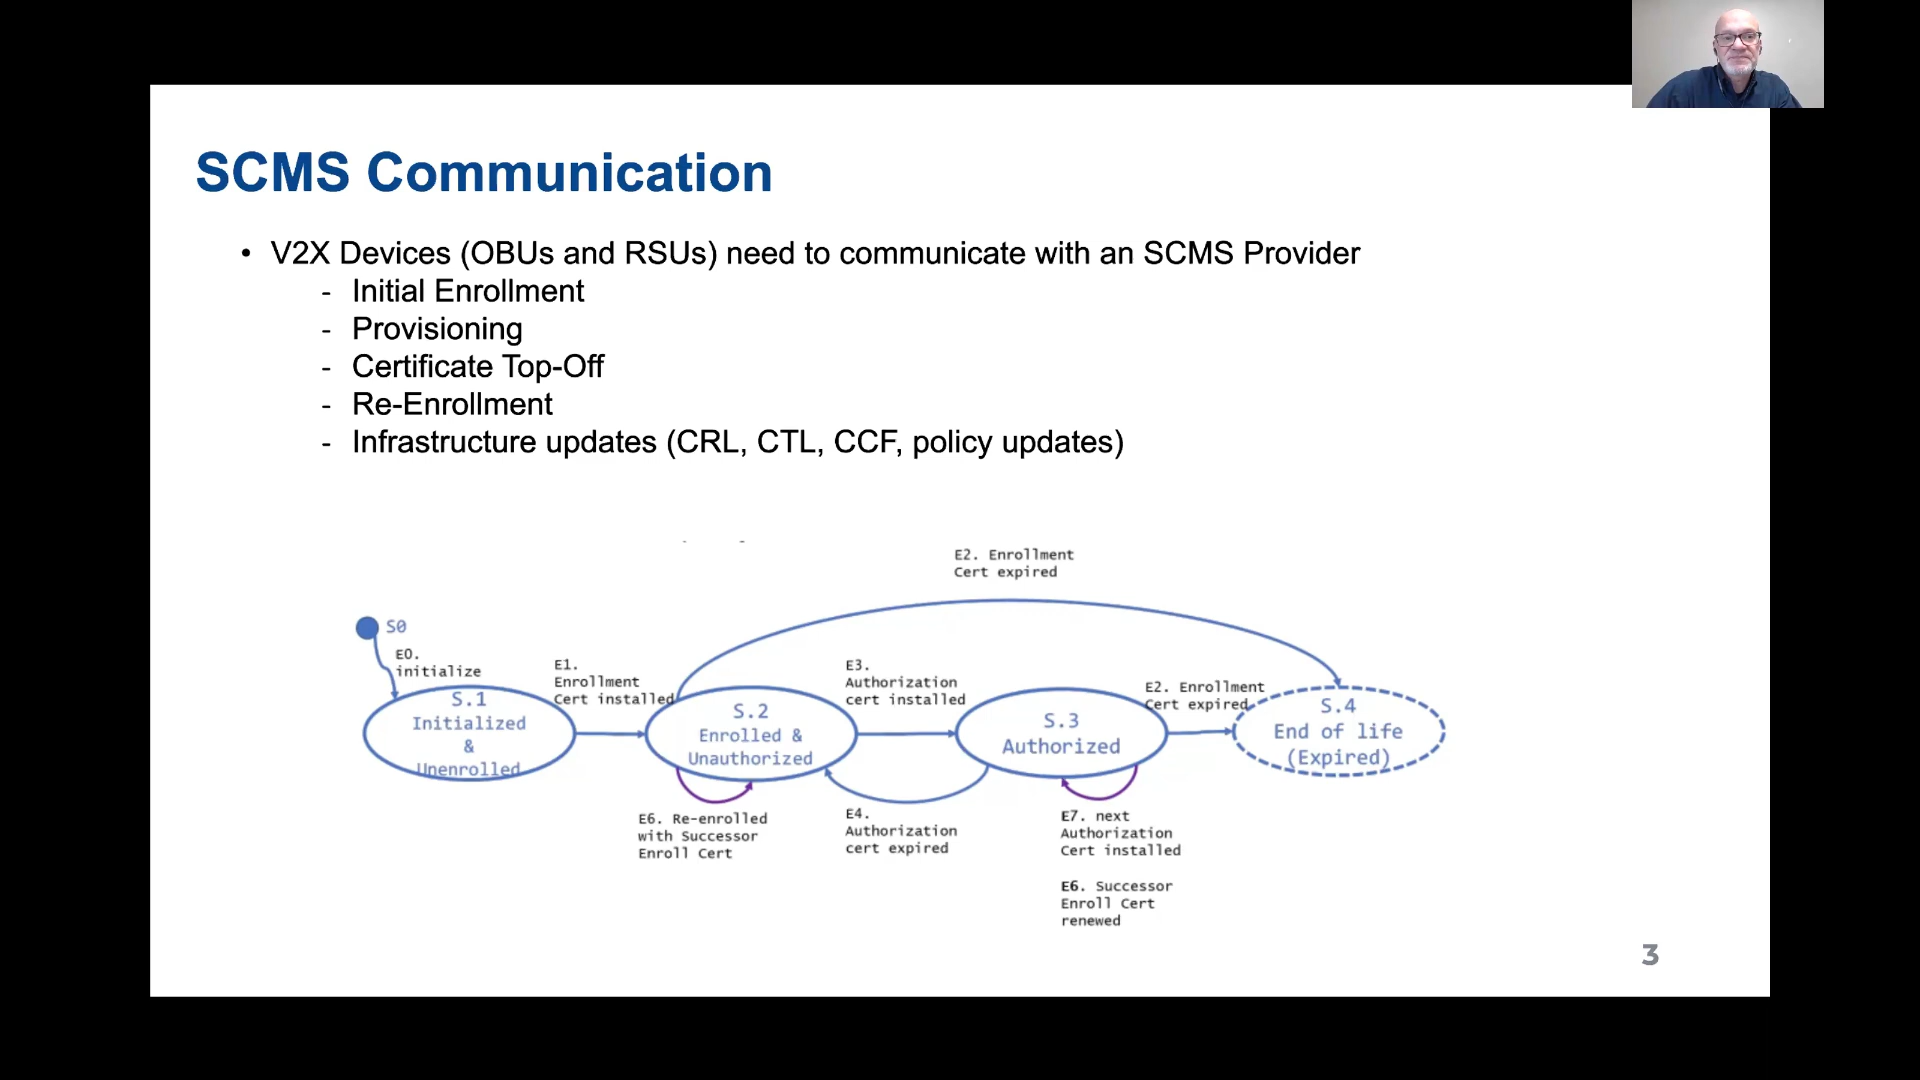 SCMS Communication
• V2X Devices (OBUs and RSUs) need to communicate with an SCMS Provider
- Initial Enrollment
- Provisioning
- Certificate Top-Off
- Re-Enrollment
- Infrastructure updates (CRL, CTL, CCF, policy updates)
E2. Enrollment
Cert expired
S0
E0.
initialize
S.1
Initialized
&
Unenrolled
E1.
Enrollment
Cert installed
S.2
Enrolled &
Unauthorized
E3.
Authorization
cert installed
S.3
Authorized
E2. Enrollment
Cert expired
S.4
End of life
(Expired)
E6. Re-enrolled
with Successor
Enroll Cert
E4.
Authorization
cert expired
E7. next
Authorization
Cert installed
E6. Successor
Enroll Cert
renewed
3